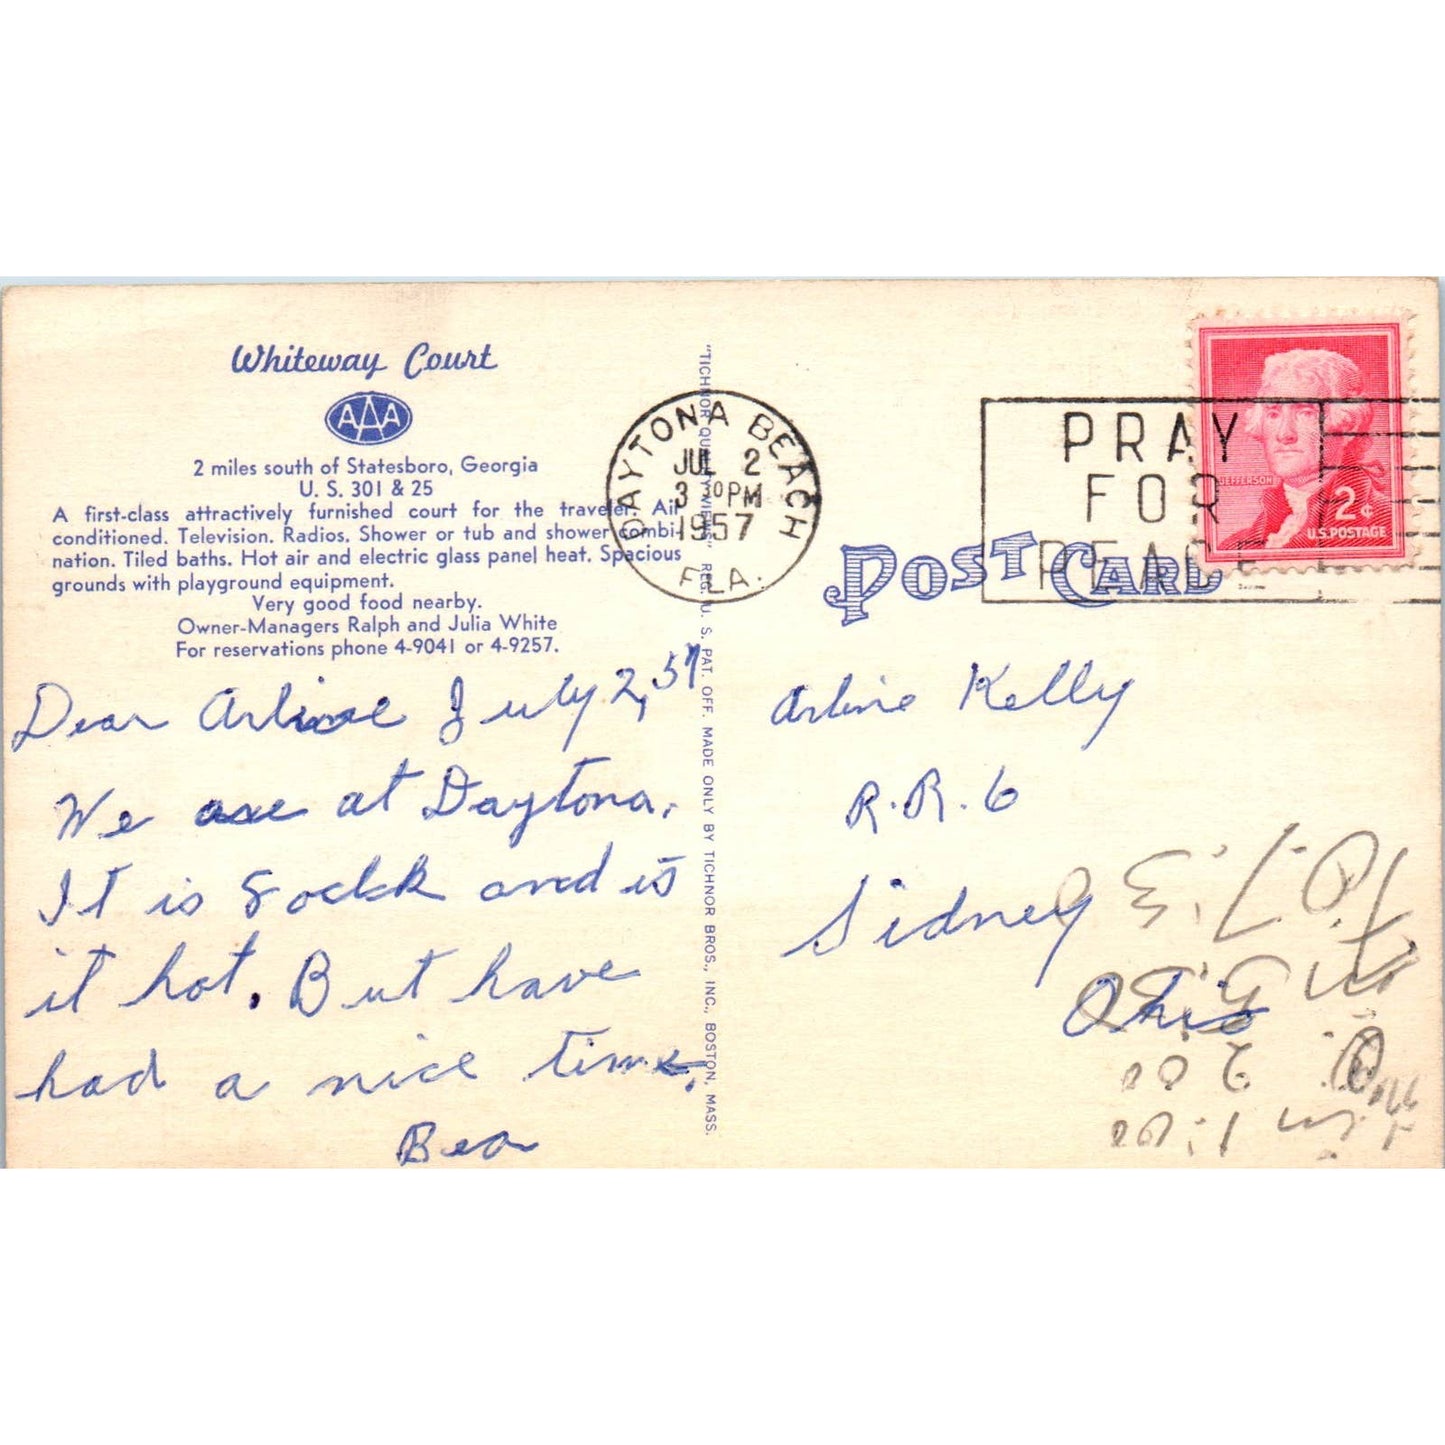 Whiteway Court
AAA
2 miles south of Statesboro, Georgia
U. S. 301 & 25
A first-class attractively furnished court for the traveler. Air
conditioned. Television. Radios. Shower or tub and shower combi-
nation. Tiled baths. Hot air and electric glass panel heat. Spacious
grounds with playground equipment.
Very good food nearby.
Owner-Managers Ralph and Julia White
For reservations phone 4-9041 or 4-9257.
Dear Arline July 2, 57
We are at Daytona.
It is and is
it hot. But have
had a nice time.
Bea
"TICHNOR QUALITY VIEWS" REG. U. S. PAT. OFF. MADE ONLY BY TICHNOR BROS., INC., BOSTON, MASS.
DAYTONA BEACH
JUL 2
3 30 PM
1957
FLA.
PRAY
FOR
PEACE
JEFFERSON
2¢
U.S. POSTAGE
POST CARD
Arline Kelly
R.R. 6
Sidney
Ohio